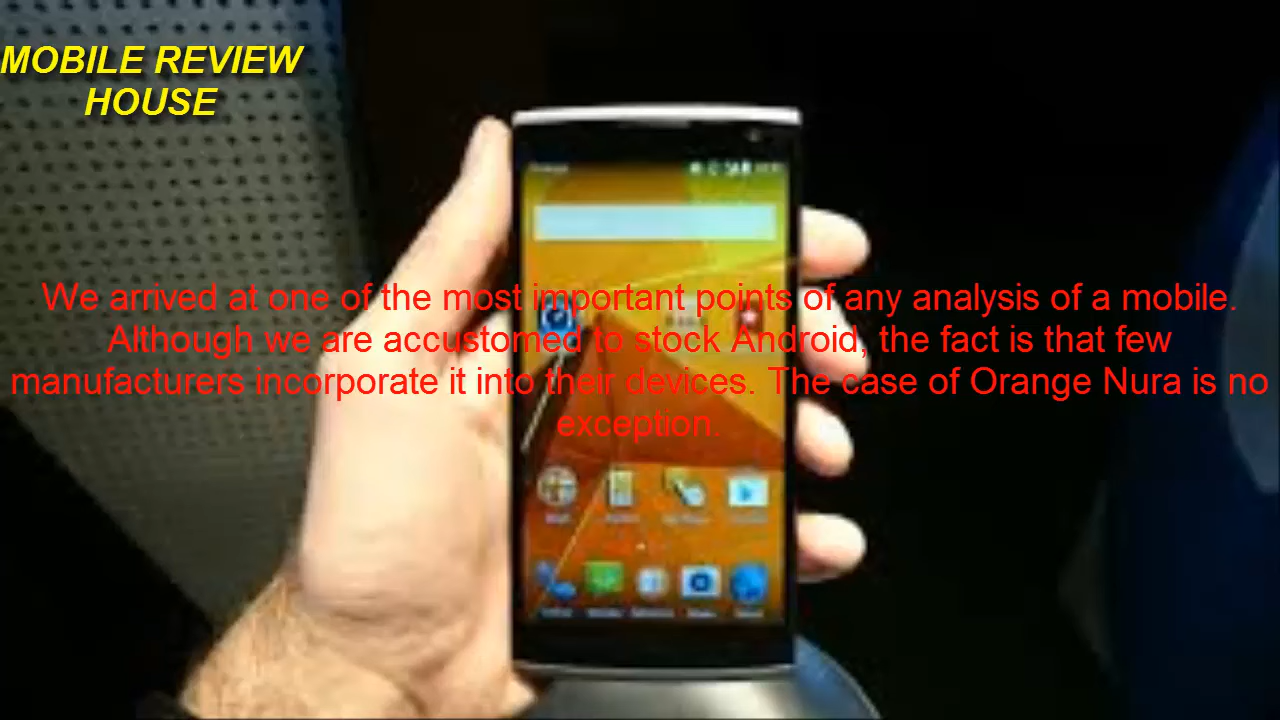 MOBILE REVIEW
HOUSE
We arrived at one of the most important points of any analysis of a mobile.
Although we are accustomed to stock Android, the fact is that few
manufacturers incorporate it into their devices. The case of Orange Nura is no
exception.